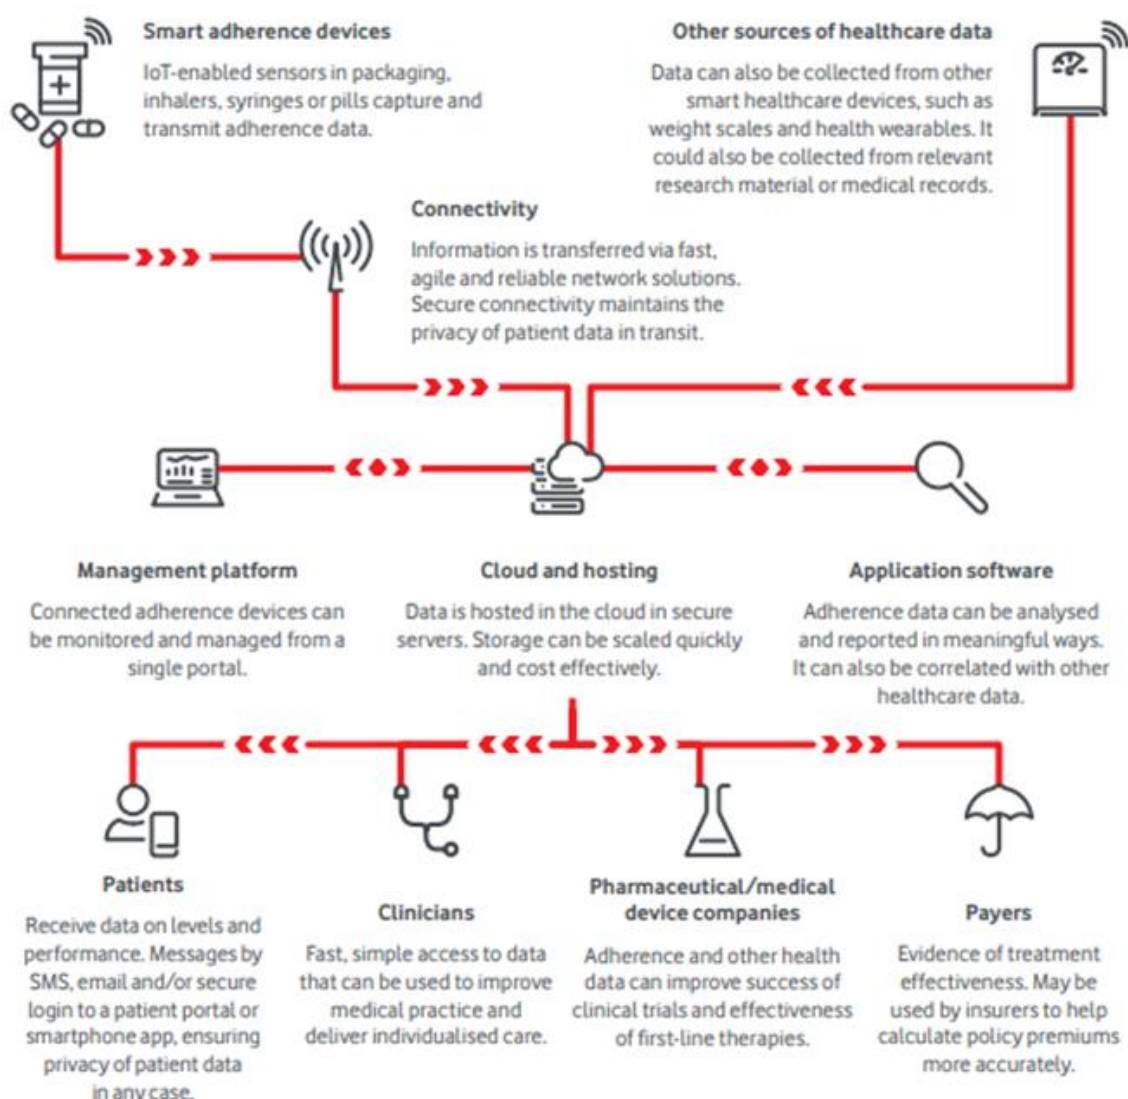 Smart adherence devices
IoT-enabled sensors in packaging,
inhalers, syringes or pills capture and
transmit adherence data.
Other sources of healthcare data
Data can also be collected from other
smart healthcare devices, such as
weight scales and health wearables. It
could also be collected from relevant
research material or medical records.
Connectivity
Information is transferred via fast,
agile and reliable network solutions.
Secure connectivity maintains the
privacy of patient data in transit.
Management platform
Connected adherence devices can
be monitored and managed from a
single portal.
Cloud and hosting
Data is hosted in the cloud in secure
servers. Storage can be scaled quickly
and cost effectively.
Application software
Adherence data can be analysed
and reported in meaningful ways.
It can also be correlated with other
healthcare data.
Patients
Receive data on levels and
performance. Messages by
SMS, email and/or secure
login to a patient portal or
smartphone app, ensuring
privacy of patient data
in any case.
Clinicians
Fast, simple access to data
that can be used to improve
medical practice and
deliver individualised care.
Pharmaceutical/medical
device companies
Adherence and other health
data can improve success of
clinical trials and effectiveness
of first-line therapies.
Payers
Evidence of treatment
effectiveness. May be
used by insurers to help
calculate policy premiums
more accurately.